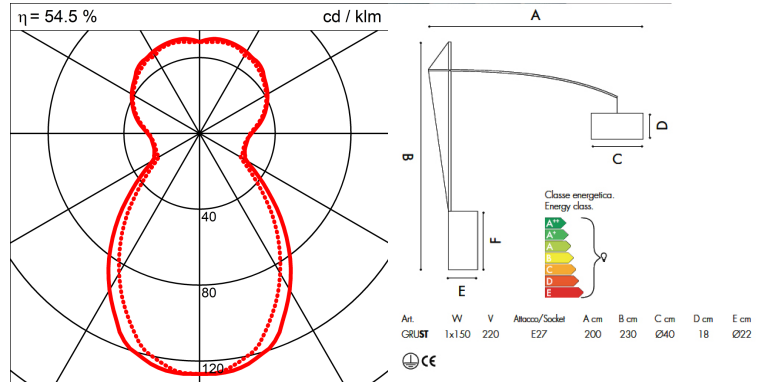 η = 54.5 % cd / klm
40
80
120
A
B
C
D
E
F
Classe energetica.
Energy class.
A++
A+
A
B
C
D
E
Art. W V Attacco/Socket A cm B cm C cm D cm E cm
GRUST 1x150 220 E27 200 230 Ø40 18 Ø22
CE